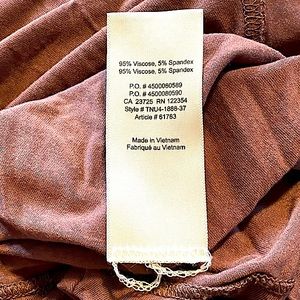 95% Viscose, 5% Spandex
95% Viscose, 5% Spandex
P.O. # 4500080589
P.O. # 4500080590
CA 23725 RN 122354
Style # TNU4-1888-37
Article # 61783
Made in Vietnam
Fabriqué au Vietnam